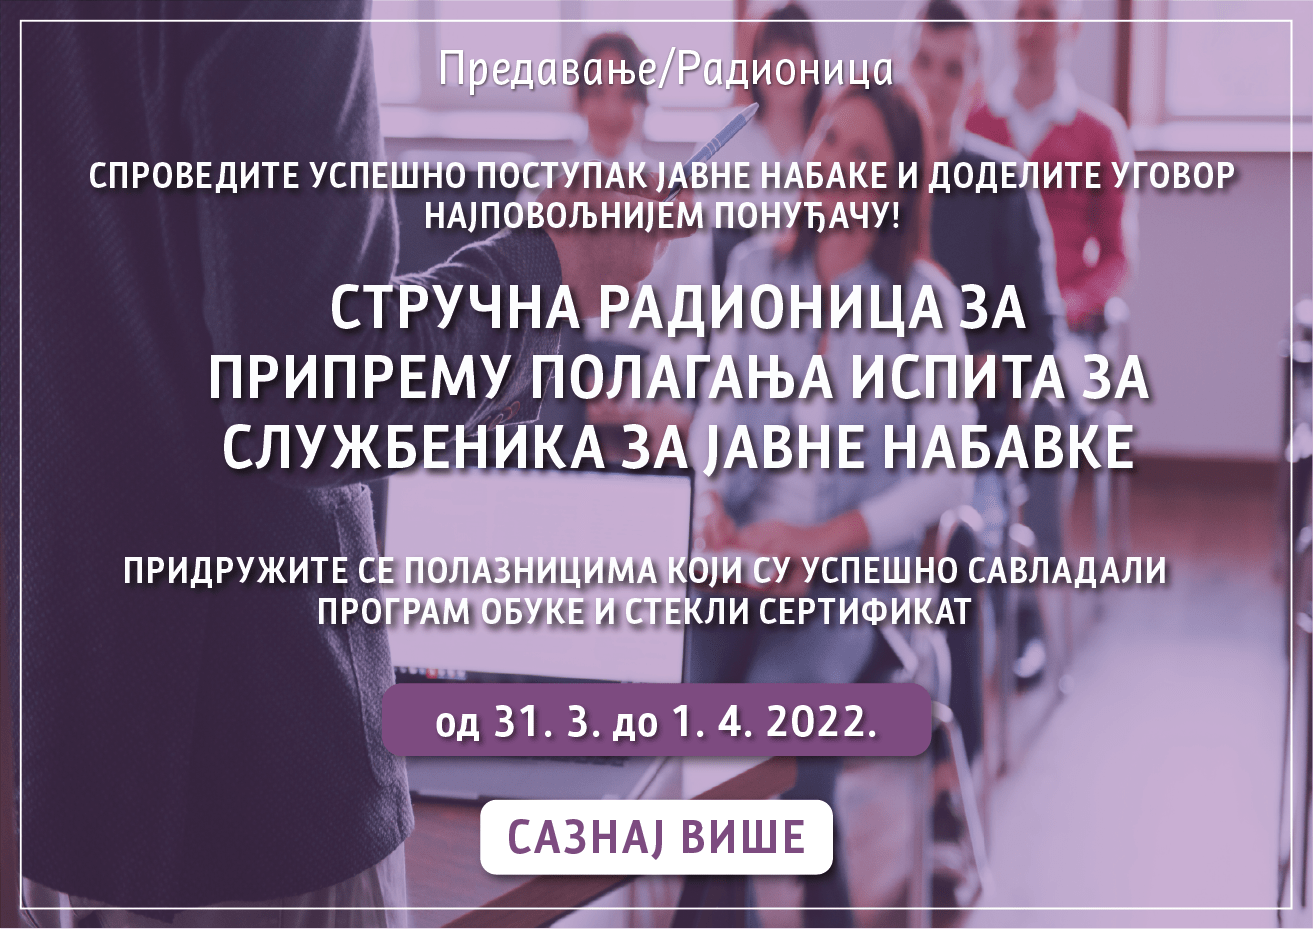 Предавање/Радионица
СПРОВЕДИТЕ УСПЕШНО ПОСТУПАК ЈАВНЕ НАБАКЕ И ДОДЕЛИТЕ УГОВОР
НАЈПОВОЉНИЈЕМ ПОНУЂАЧУ!
СТРУЧНА РАДИОНИЦА ЗА
ПРИПРЕМУ ПОЛАГАЊА ИСПИТА ЗА
СЛУЖБЕНИКА ЗА ЈАВНЕ НАБАВКЕ
ПРИДРУЖИТЕ СЕ ПОЛАЗНИЦИМА КОЈИ СУ УСПЕШНО САВЛАДАЛИ
ПРОГРАМ ОБУКЕ И СТЕКЛИ СЕРТИФИКАТ
од 31. 3. до 1. 4. 2022.
САЗНАЈ ВИШЕ